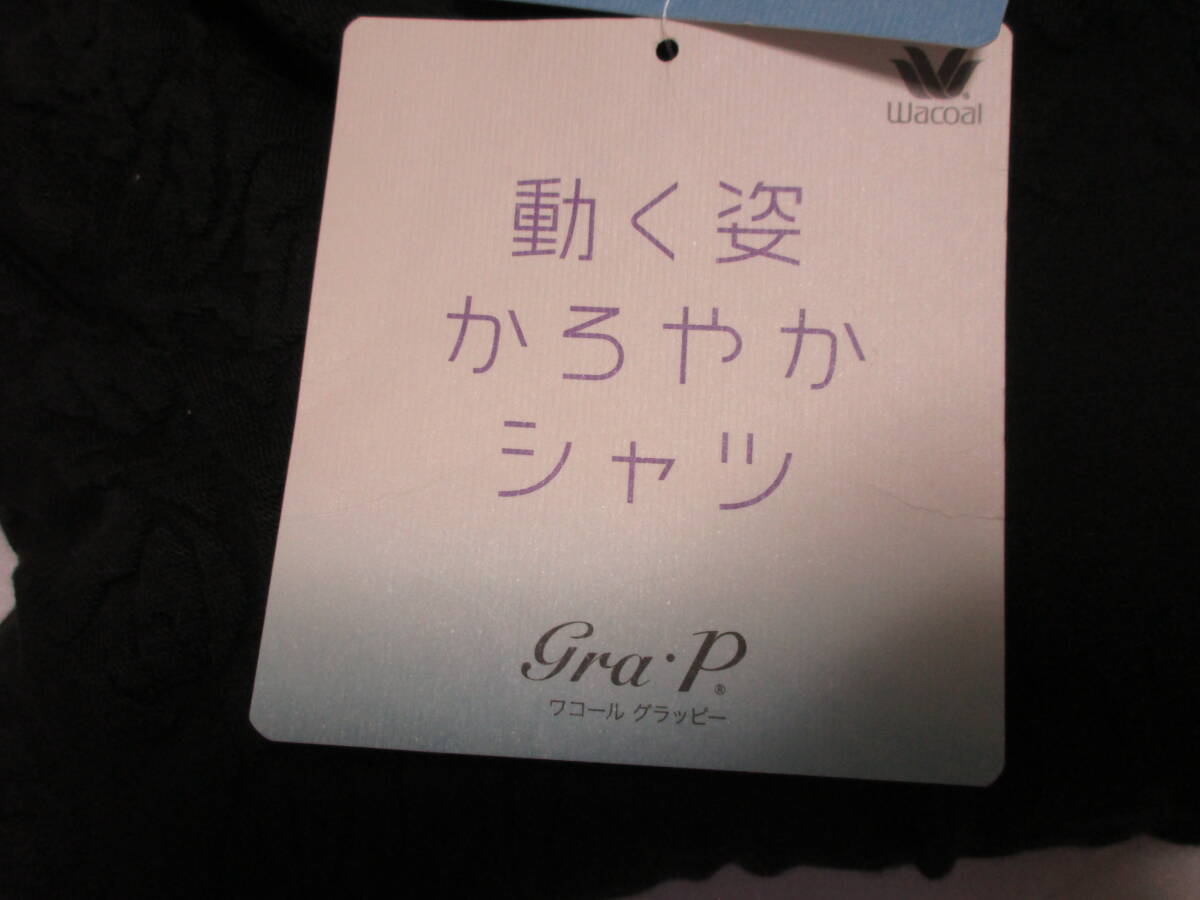 Wacoal
動く姿
かろやか
シャツ
Gra・P®
ワコール グラッピー